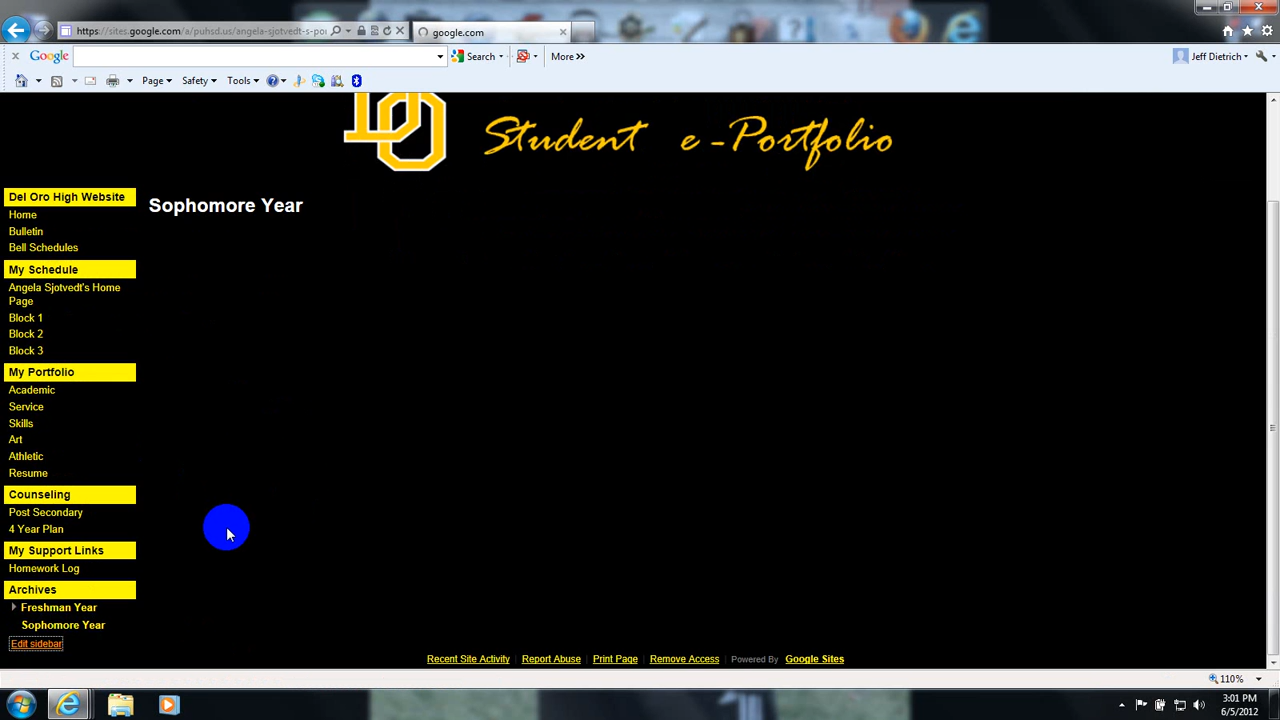 https://sites.google.com/a/puhsd.us/angela-sjotvedt-s-poi
google.com
Google
Search
More »
Jeff Dietrich
Page
Safety
Tools
DO
Student e-Portfolio
Del Oro High Website
Home
Bulletin
Bell Schedules
My Schedule
Angela Sjotvedt's Home
Page
Block 1
Block 2
Block 3
My Portfolio
Academic
Service
Skills
Art
Athletic
Resume
Counseling
Post Secondary
4 Year Plan
My Support Links
Homework Log
Archives
Freshman Year
Sophomore Year
Edit sidebar
Sophomore Year
Recent Site Activity | Report Abuse | Print Page | Remove Access | Powered By Google Sites
110%
3:01 PM
6/5/2012